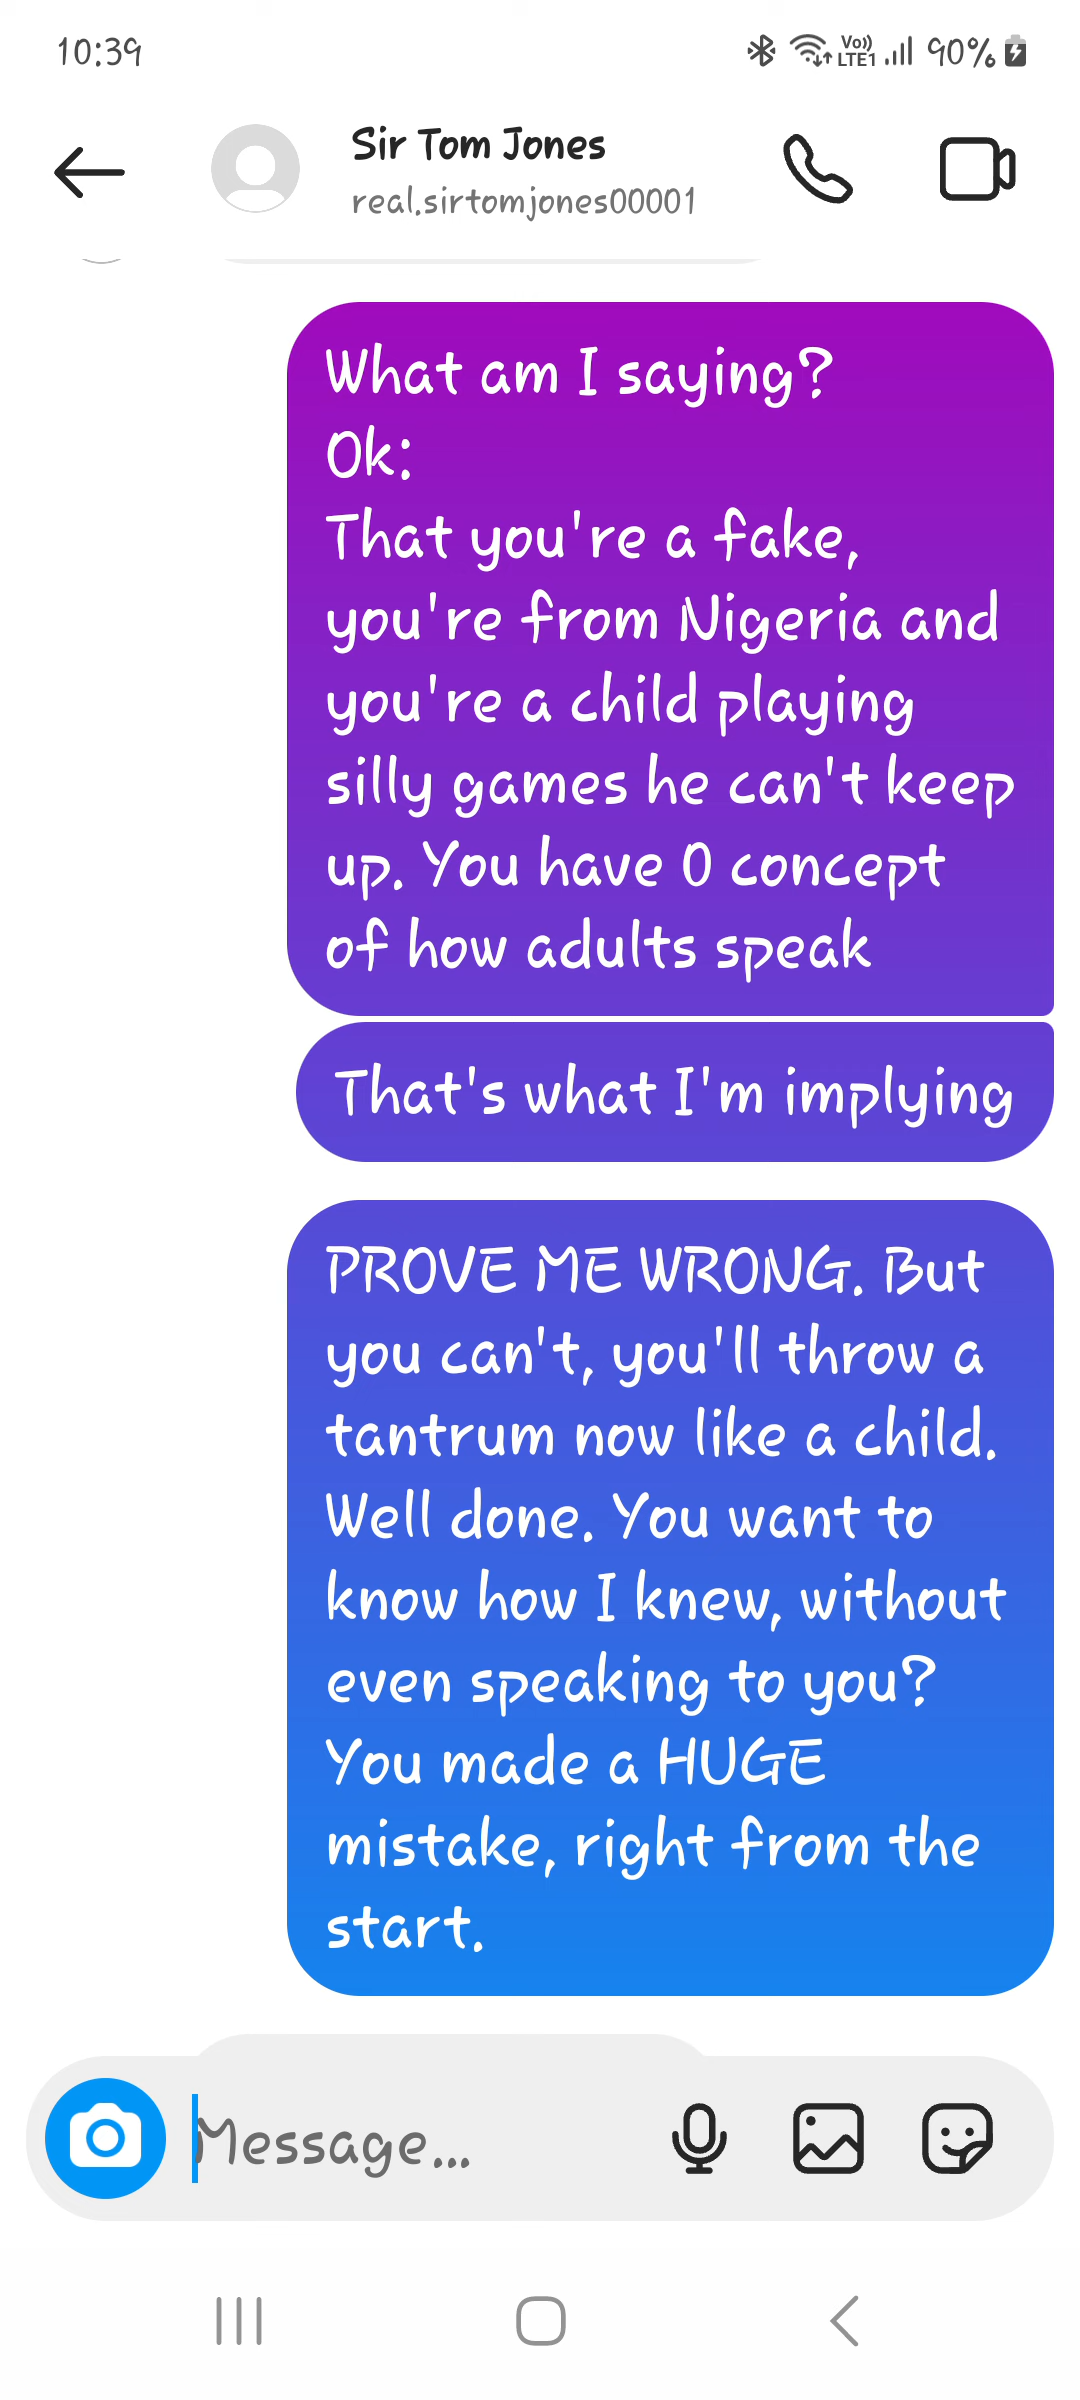 10:39
Vo)) LTE1 90%
Sir Tom Jones
real.sirtomjones00001
What am I saying?
Ok:
That you're a fake,
you're from Nigeria and
you're a child playing
silly games he can't keep
up. You have 0 concept
of how adults speak
That's what I'm implying
PROVE ME WRONG. But
you can't, you'll throw a
tantrum now like a child.
Well done. You want to
know how I knew, without
even speaking to you?
You made a HUGE
mistake, right from the
start.
Message...